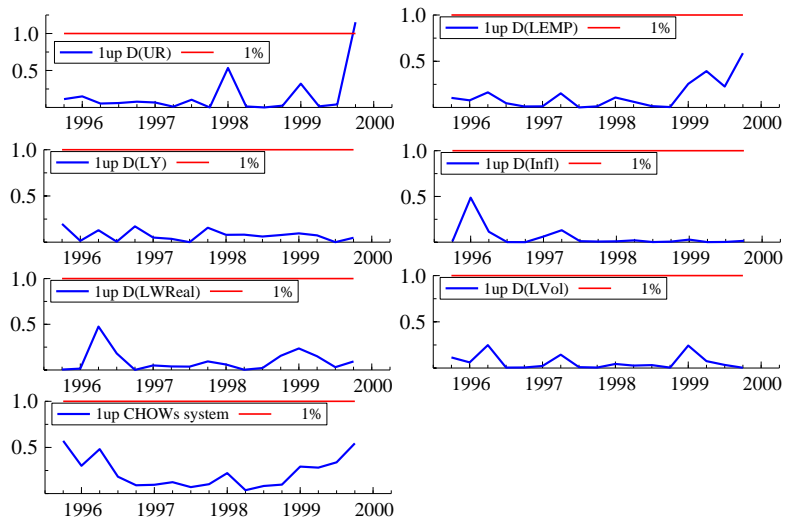 1.0
1up D(UR) 1%
0.5
1996 1997 1998 1999 2000
1.0
1up D(LEMP) 1%
0.5
1996 1997 1998 1999 2000
1.0
1up D(LY) 1%
0.5
1996 1997 1998 1999 2000
1.0
1up D(Infl) 1%
0.5
1996 1997 1998 1999 2000
1.0
1up D(LWReal) 1%
0.5
1996 1997 1998 1999 2000
1.0
1up D(LVol) 1%
0.5
1996 1997 1998 1999 2000
1.0
1up CHOWs system 1%
0.5
1996 1997 1998 1999 2000